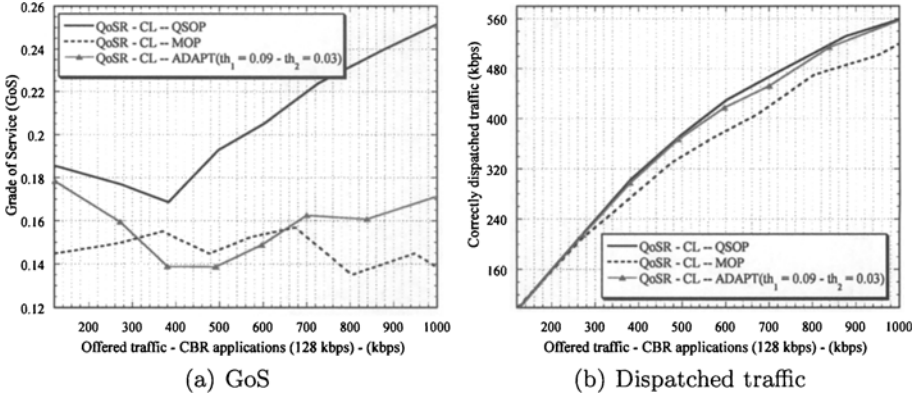 0.26
0.24
0.22
0.2
0.18
0.16
0.14
0.12
Grade of Service (GoS)
QoSR - CL -- QSOP
QoSR - CL -- MOP
QoSR - CL -- ADAPT(th1 = 0.09 - th2 = 0.03)
200 300 400 500 600 700 800 900 1000
Offered traffic - CBR applications (128 kbps) - (kbps)
(a) GoS
560
480
400
320
240
160
Correctly dispatched traffic (kbps)
QoSR - CL -- QSOP
QoSR - CL -- MOP
QoSR - CL -- ADAPT(th1 = 0.09 - th2 = 0.03)
200 300 400 500 600 700 800 900 1000
Offered traffic - CBR applications (128 kbps) - (kbps)
(b) Dispatched traffic